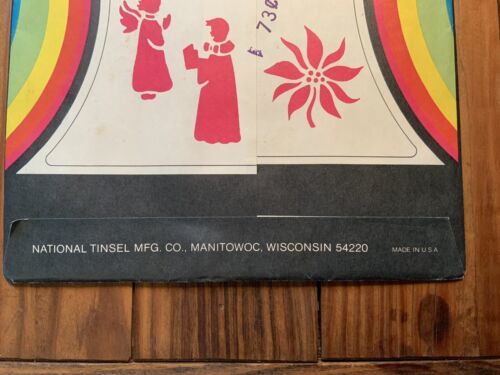 NATIONAL TINSEL MFG. CO., MANITOWOC, WISCONSIN 54220 MADE IN U.S.A